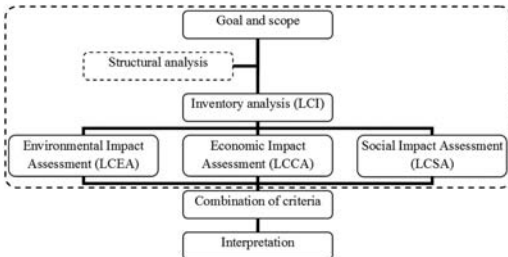 Goal and scope
Structural analysis
Inventory analysis (LCI)
Environmental Impact
Assessment (LCEA)
Economic Impact
Assessment (LCCA)
Social Impact Assessment
(LCSA)
Combination of criteria
Interpretation